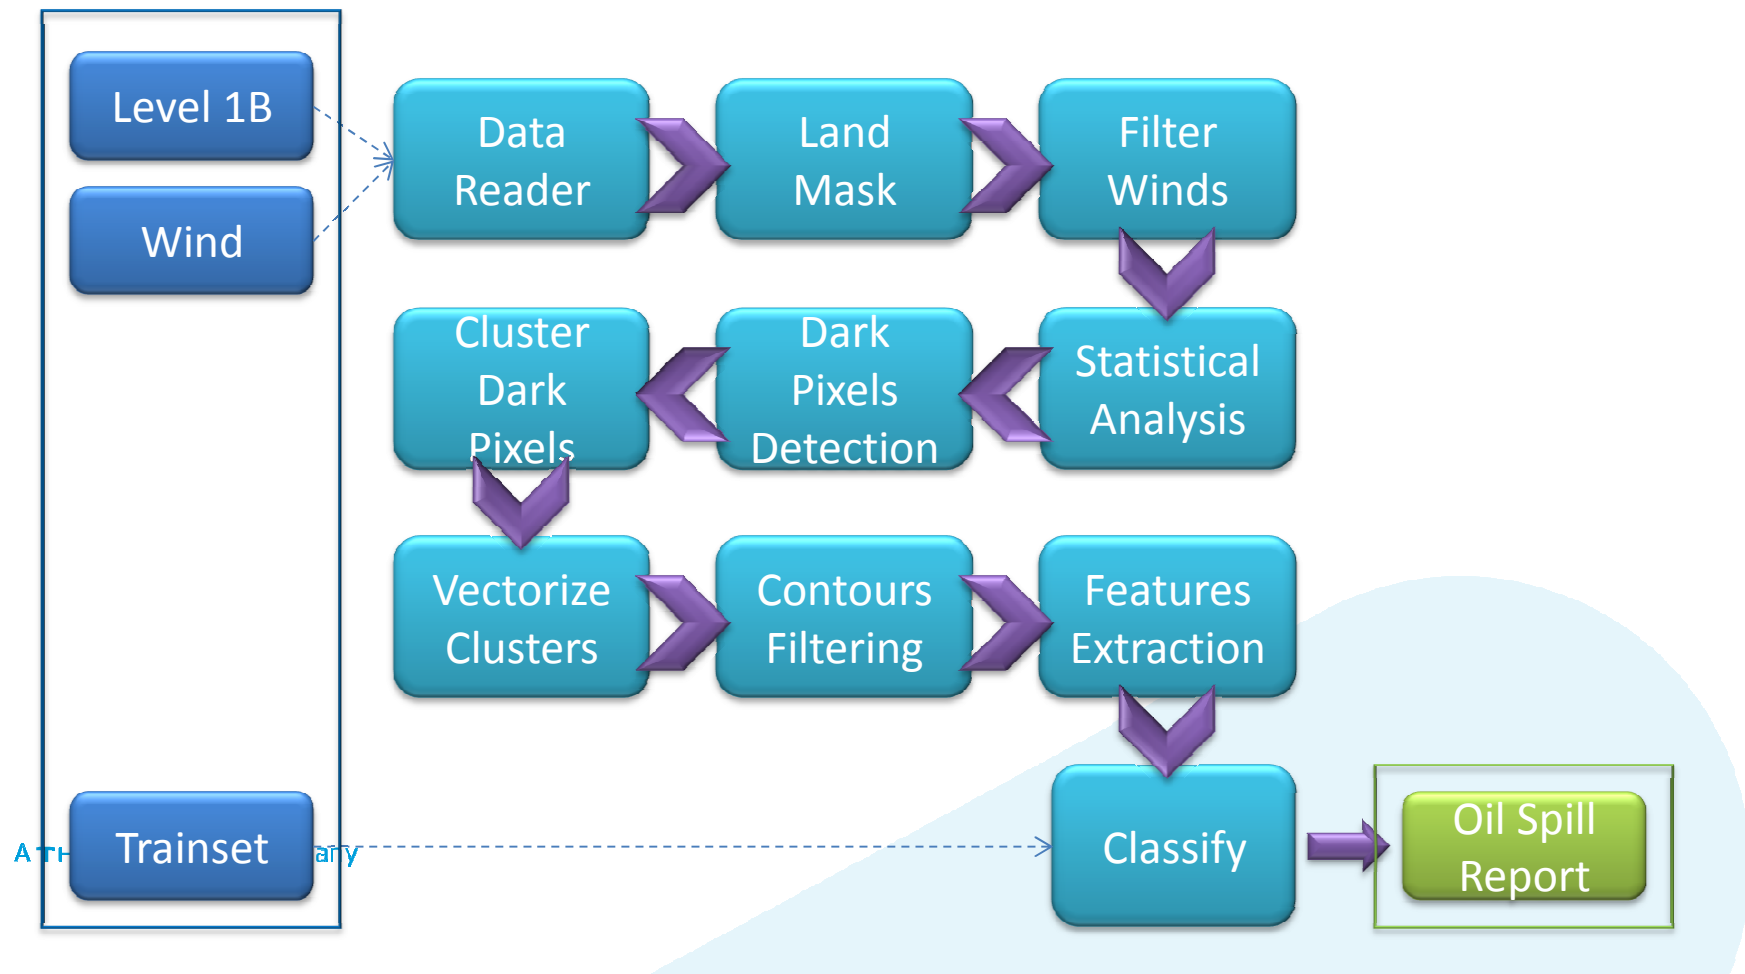 Level 1B
Wind
Data
Reader
Land
Mask
Filter
Winds
Cluster
Dark
Pixels
Dark
Pixels
Detection
Statistical
Analysis
Vectorize
Clusters
Contours
Filtering
Features
Extraction
A
Trainset
Classify
Oil Spill
Report